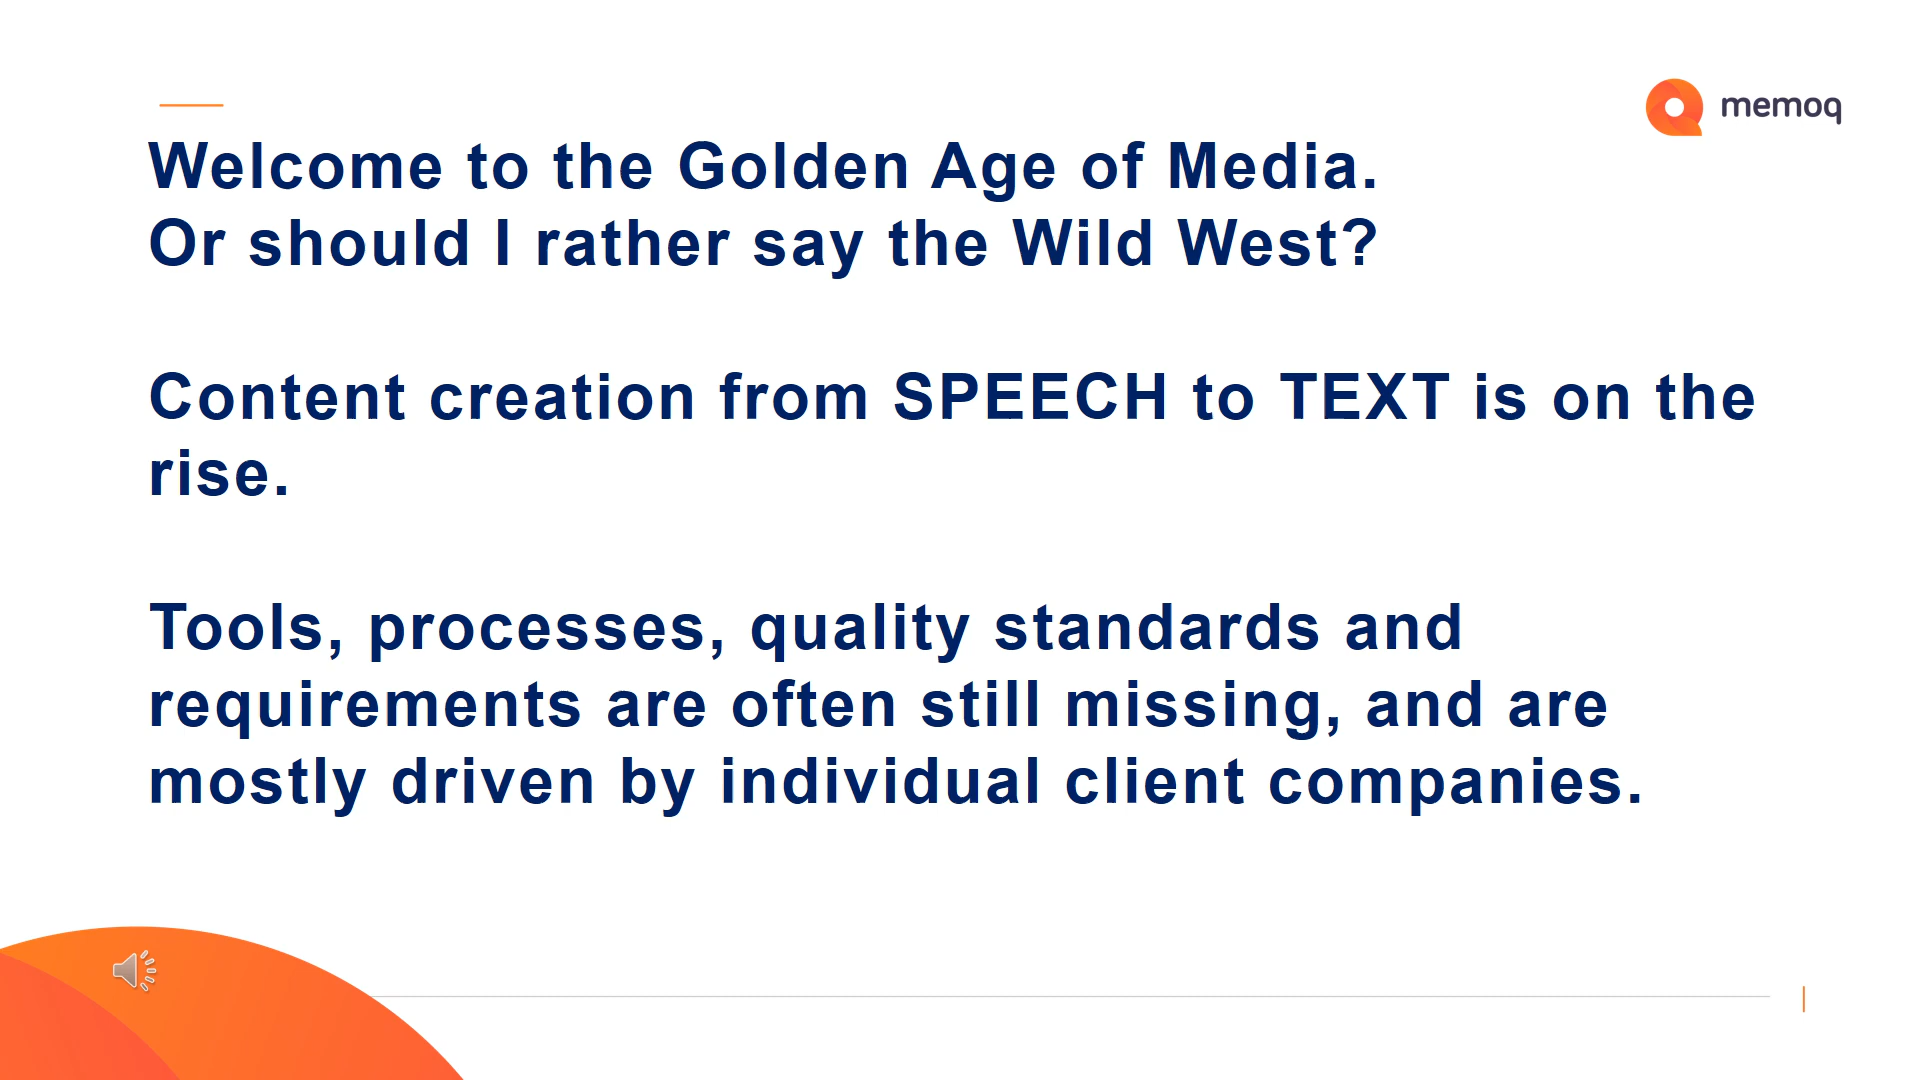 memoq
Welcome to the Golden Age of Media.
Or should I rather say the Wild West?
Content creation from SPEECH to TEXT is on the
rise.
Tools, processes, quality standards and
requirements are often still missing, and are
mostly driven by individual client companies.